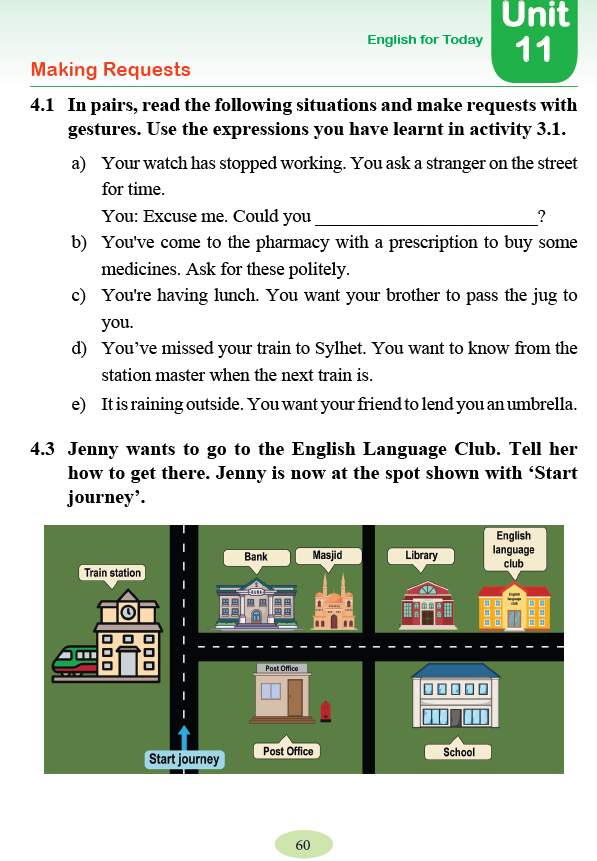 Unit
11
English for Today
Making Requests
4.1 In pairs, read the following situations and make requests with
gestures. Use the expressions you have learnt in activity 3.1.
a) Your watch has stopped working. You ask a stranger on the street
for time.
You: Excuse me. Could you ________________________?
b) You've come to the pharmacy with a prescription to buy some
medicines. Ask for these politely.
c) You're having lunch. You want your brother to pass the jug to
you.
d) You’ve missed your train to Sylhet. You want to know from the
station master when the next train is.
e) It is raining outside. You want your friend to lend you an umbrella.
4.3 Jenny wants to go to the English Language Club. Tell her
how to get there. Jenny is now at the spot shown with ‘Start
journey’.
Train station
Bank
Masjid
Library
English
language
club
BANK
English
language
club
Post Office
Post Office
School
Start journey
60